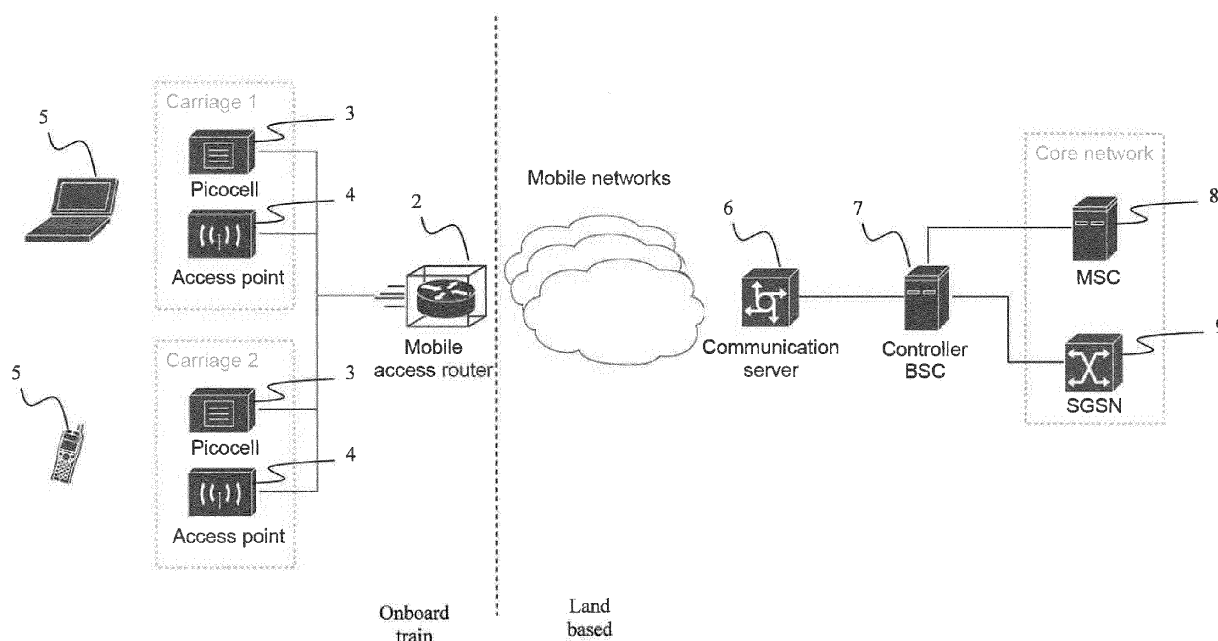 5
Carriage 1
3
Picocell
4
Access point
2
Mobile
access router
Carriage 2
5
3
Picocell
4
Access point
Mobile networks
6
Communication
server
7
Controller
BSC
Core network
8
MSC
9
SGSN
Onboard
train
Land
based